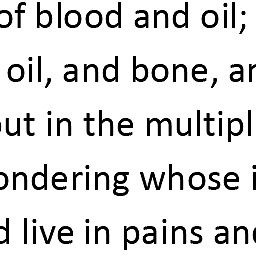 of blood and oil;
oil, and bone, an
out in the multipl
ondering whose i
d live in pains and